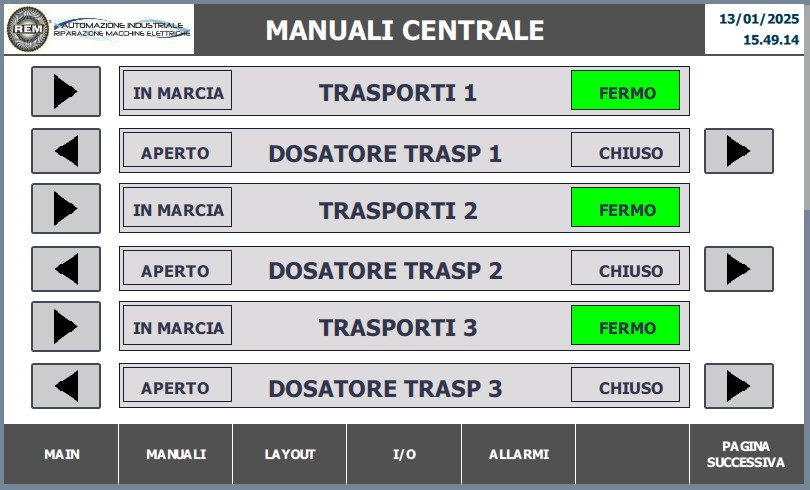 REM
AUTOMAZIONE INDUSTRIALE
RIPARAZIONE MACCHINE ELETTRICHE
MANUALI CENTRALE
13/01/2025
15.49.14
IN MARCIA TRASPORTI 1 FERMO
APERTO DOSATORE TRASP 1 CHIUSO
IN MARCIA TRASPORTI 2 FERMO
APERTO DOSATORE TRASP 2 CHIUSO
IN MARCIA TRASPORTI 3 FERMO
APERTO DOSATORE TRASP 3 CHIUSO
MAIN MANUALI LAYOUT I/O ALLARMI PAGINA
SUCCESSIVA